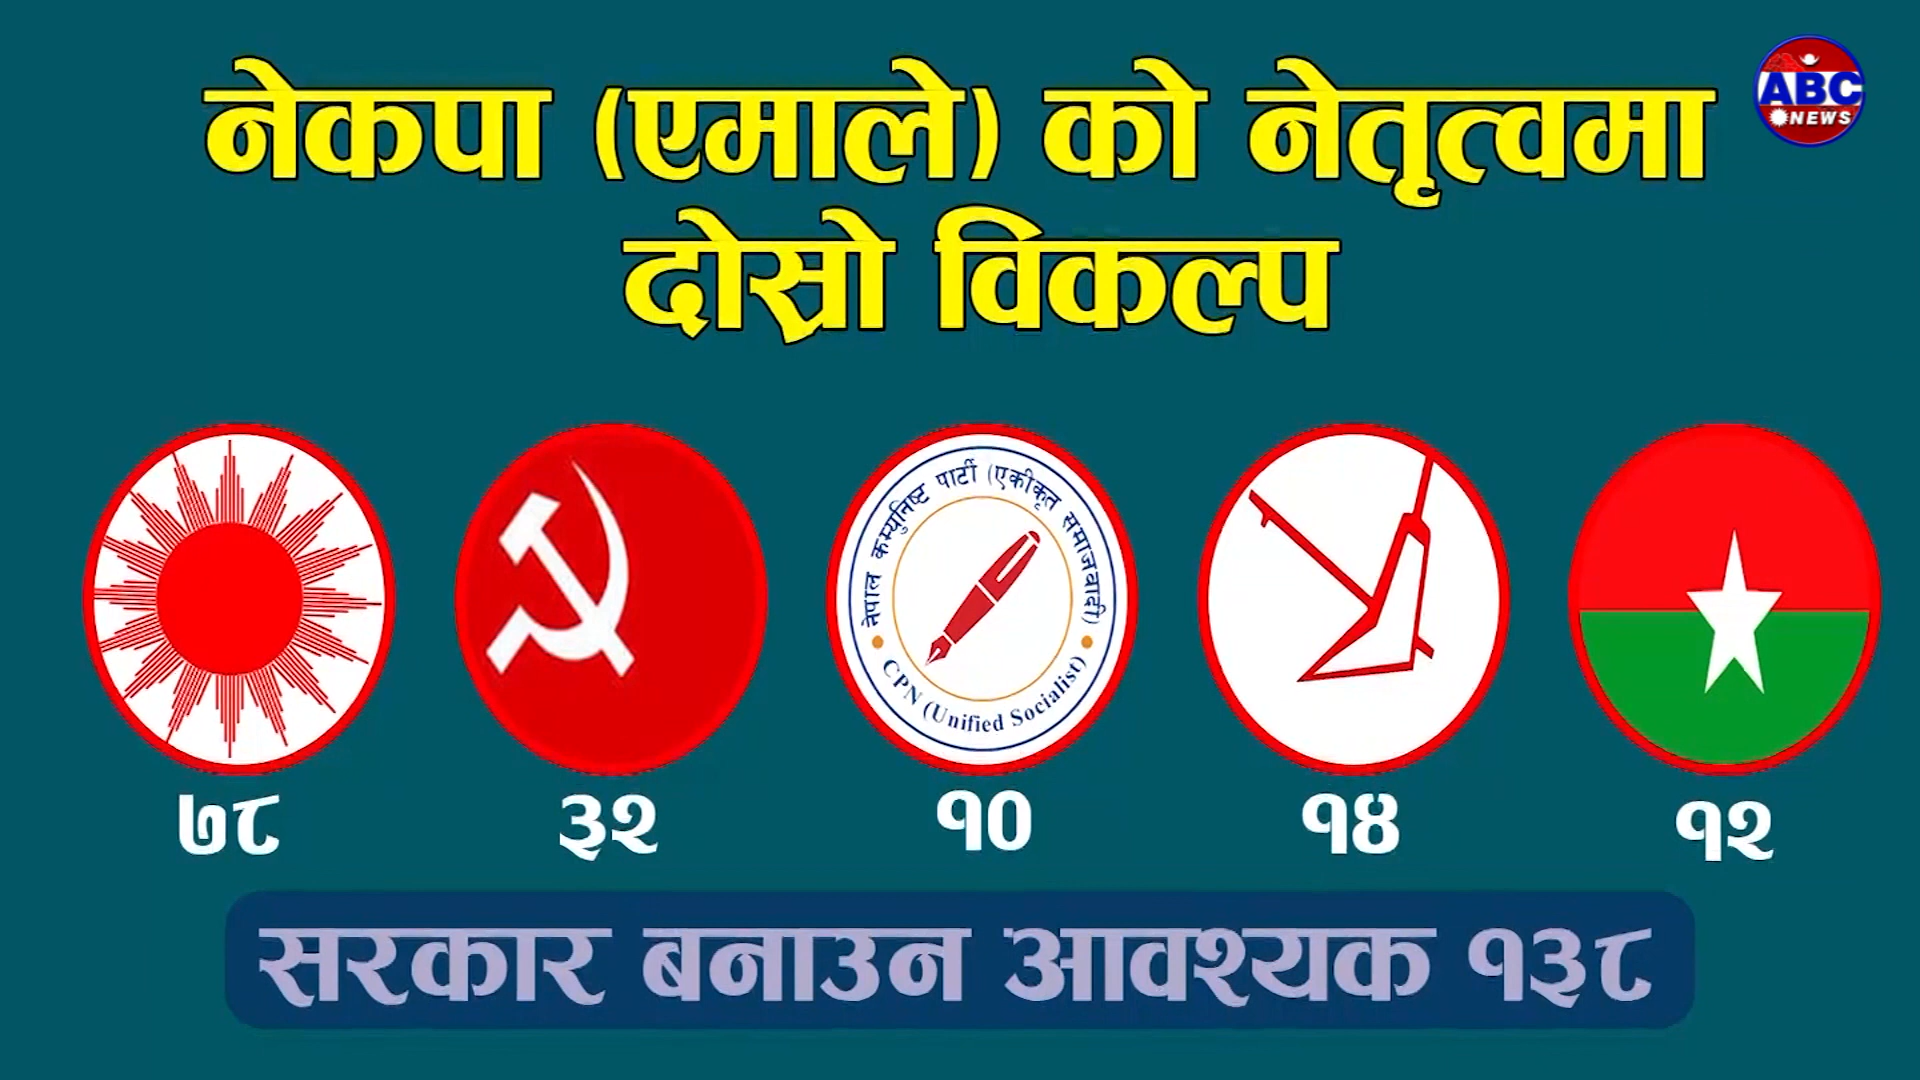 नेकपा (एमाले) को नेतृत्वमा
ABC
NEWS
दोस्रो विकल्प
नेपाल कम्युनिष्ट पार्टी (एकीकृत समाजवादी)
CPN (Unified Socialist)
७८ ३२ १० १४ १२
सरकार बनाउन आवश्यक १३८